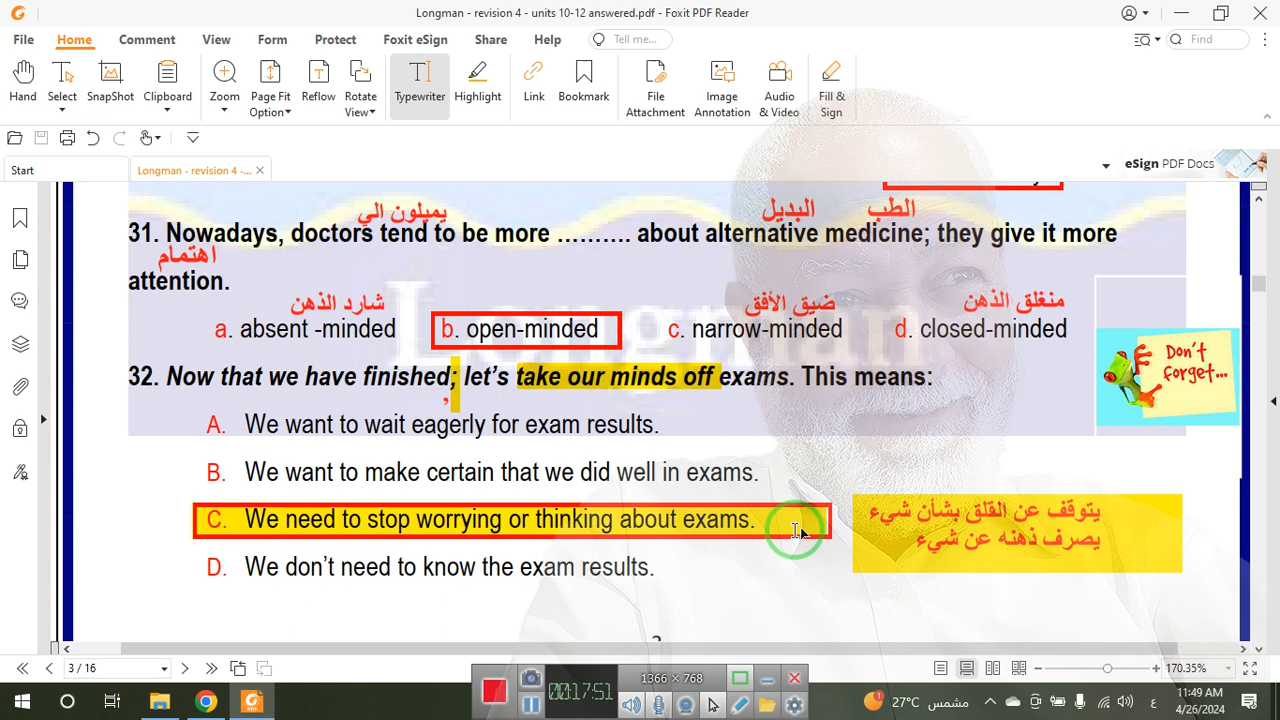 Longman - revision 4 - units 10-12 answered.pdf - Foxit PDF Reader
File Home Comment View Form Protect Foxit eSign Share Help Tell me... Find
Hand Select SnapShot Clipboard Zoom Page Fit Option Reflow Rotate View Typewriter Highlight Link Bookmark File Attachment Image Annotation Audio & Video Fill & Sign
Start Longman - revision 4 -... eSign PDF Docs
يميلون الي البديل الطب
31. Nowadays, doctors tend to be more ………. about alternative medicine; they give it more
اهتمام
attention.
شارد الذهن ضيق الأفق منغلق الذهن
a. absent -minded b. open-minded c. narrow-minded d. closed-minded
Longman
32. Now that we have finished; let’s take our minds off exams. This means:
,
Don't forget...
A. We want to wait eagerly for exam results.
B. We want to make certain that we did well in exams.
C. We need to stop worrying or thinking about exams.
يتوقف عن القلق بشأن شيء
يصرف ذهنه عن شيء
D. We don’t need to know the exam results.
3 / 16 170.35%
1366 x 768
00:17:51
27°C مشمس ع 11:49 AM
4/26/2024